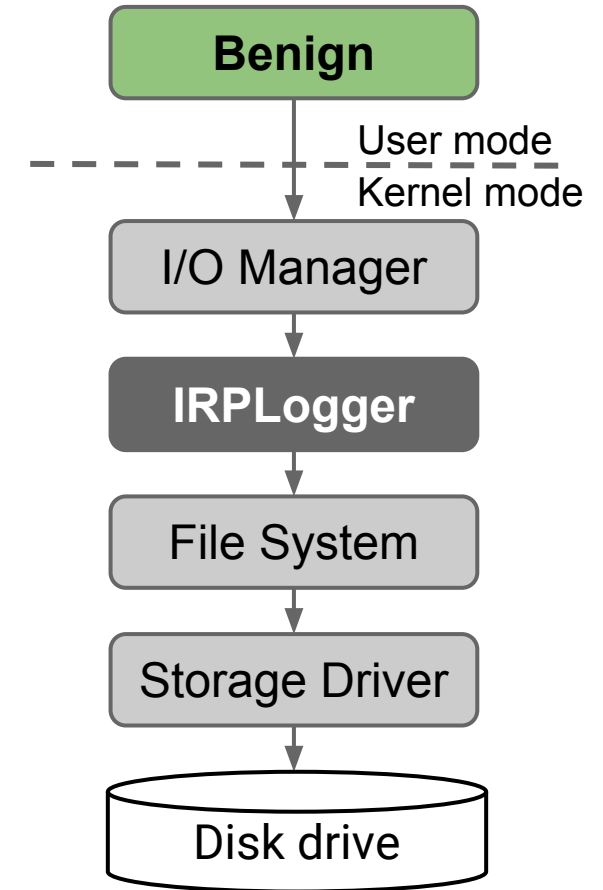 Benign
User mode
Kernel mode
I/O Manager
IRPLogger
File System
Storage Driver
Disk drive